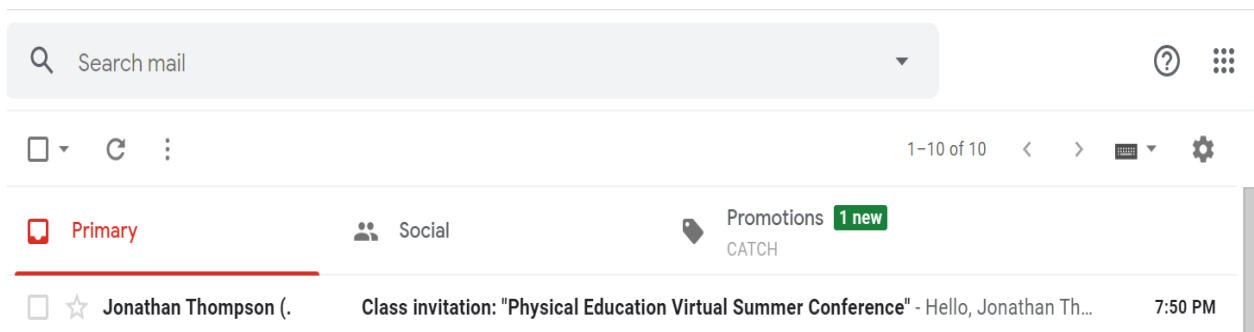 Search mail
1–10 of 10
Primary
Social
Promotions 1 new
CATCH
Jonathan Thompson (. Class invitation: "Physical Education Virtual Summer Conference" - Hello, Jonathan Th... 7:50 PM